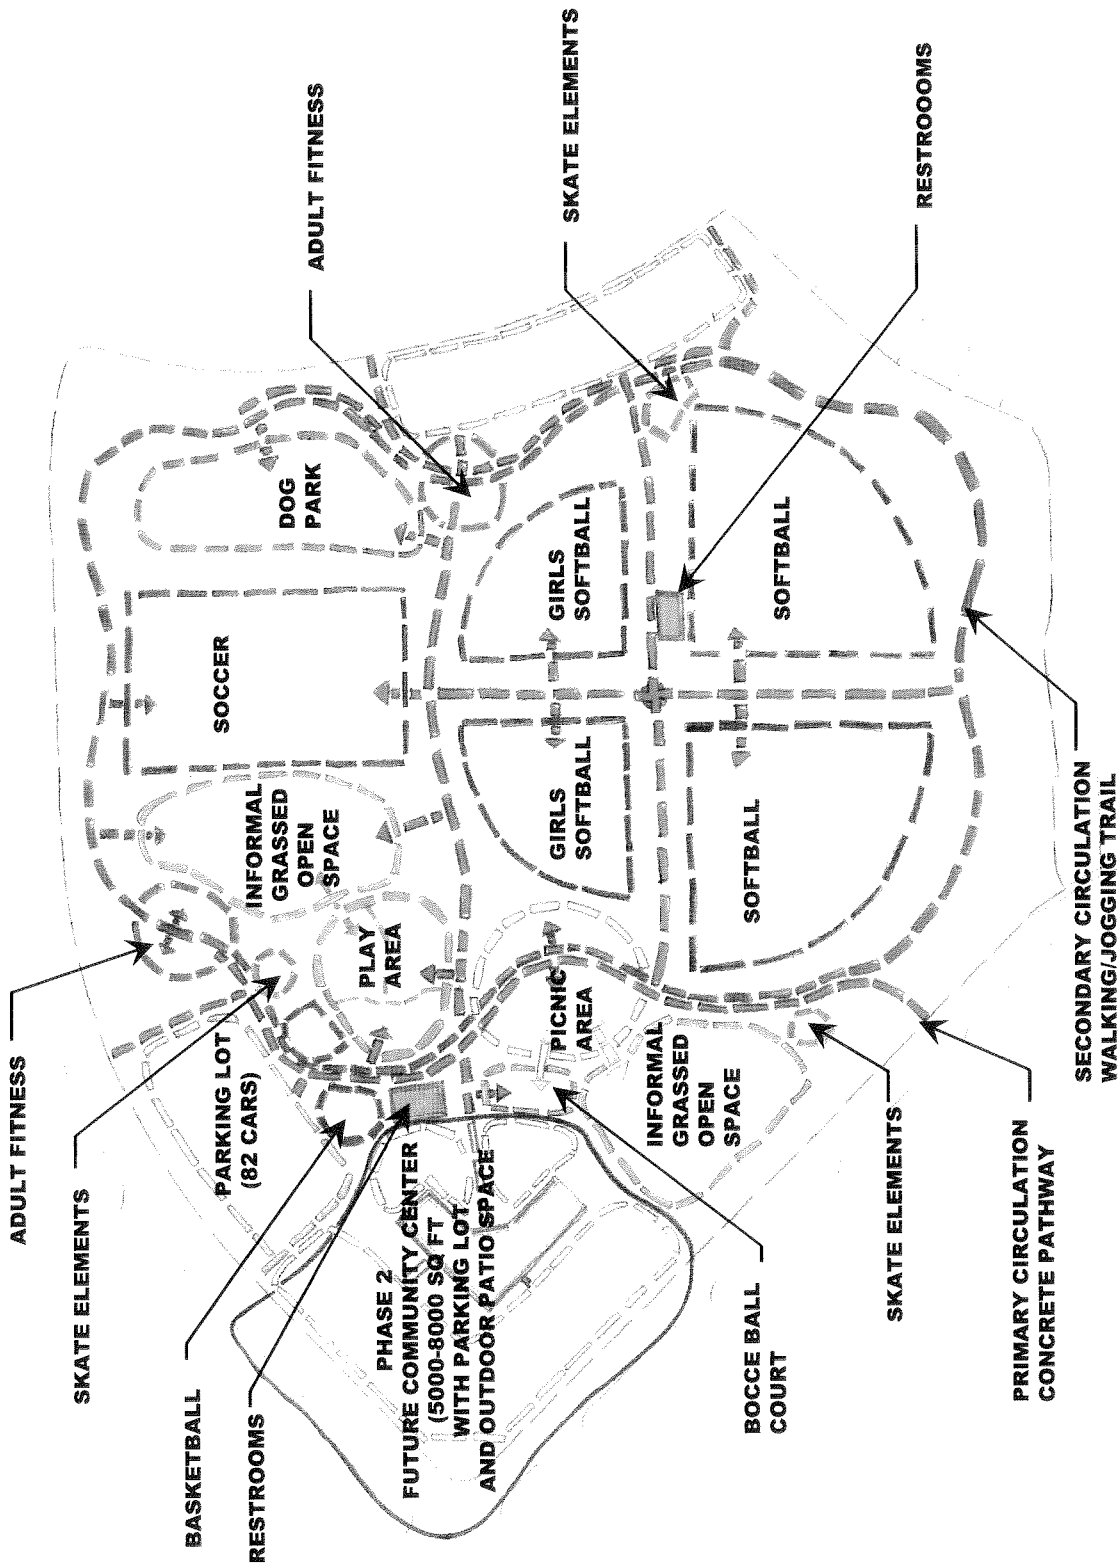 ADULT FITNESS
SKATE ELEMENTS
BASKETBALL
RESTROOMS
PARKING LOT
(82 CARS)
PHASE 2
FUTURE COMMUNITY CENTER
(5000-8000 SQ FT
WITH PARKING LOT
AND OUTDOOR PATIO SPACE
INFORMAL
GRASSED
OPEN
SPACE
PLAY
AREA
SOCCER
DOG
PARK
ADULT FITNESS
PICNIC
AREA
GIRLS
SOFTBALL
GIRLS
SOFTBALL
SKATE ELEMENTS
INFORMAL
GRASSED
OPEN
SPACE
BOCCE BALL
COURT
SOFTBALL
SOFTBALL
RESTROOOMS
SKATE ELEMENTS
PRIMARY CIRCULATION
CONCRETE PATHWAY
SECONDARY CIRCULATION
WALKING/JOGGING TRAIL